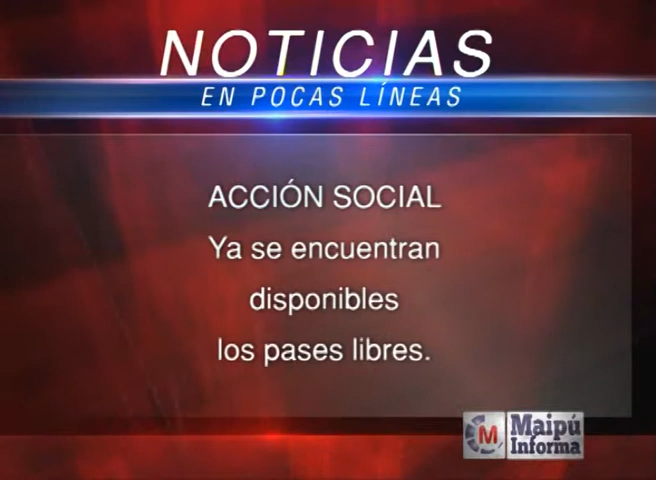 NOTICIAS
EN POCAS LÍNEAS
ACCIÓN SOCIAL
Ya se encuentran
disponibles
los pases libres.
M Maipú
Informa